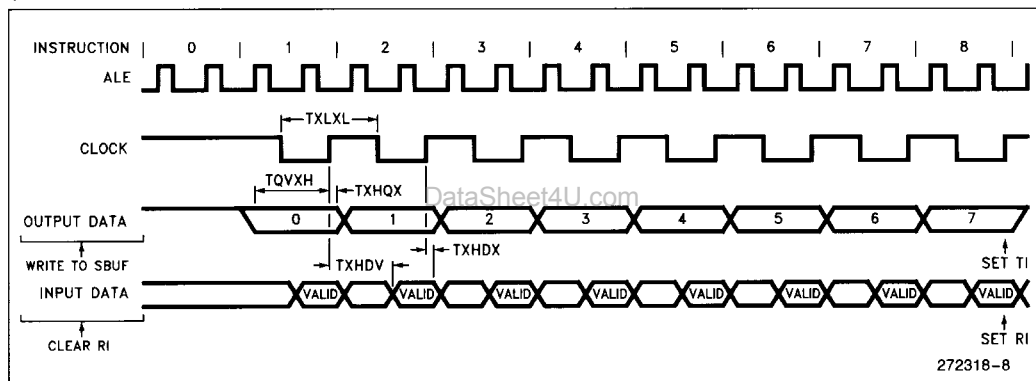 INSTRUCTION | 0 | 1 | 2 | 3 | 4 | 5 | 6 | 7 | 8 |
ALE
TXLXL
CLOCK
TQVXH TXHQX
DataSheet4U.com
OUTPUT DATA 0 1 2 3 4 5 6 7
TXHDX
WRITE TO SBUF TXHDV SET TI
INPUT DATA VALID VALID VALID VALID VALID VALID VALID VALID
CLEAR RI SET RI
272318-8